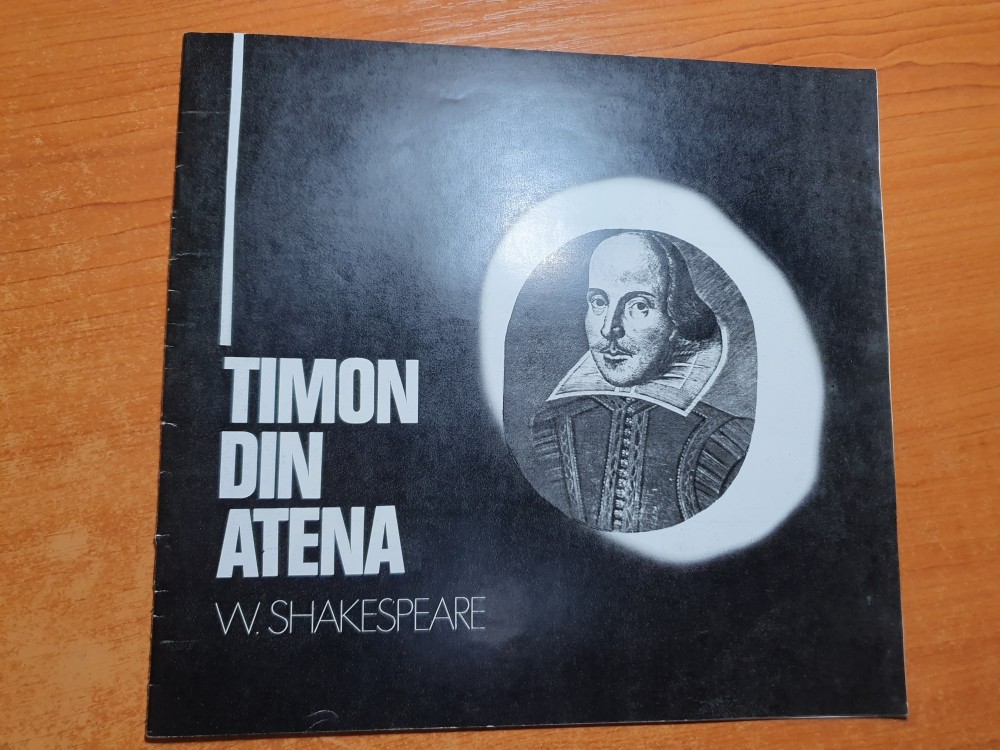 TIMON
DIN
ATENA
W. SHAKESPEARE